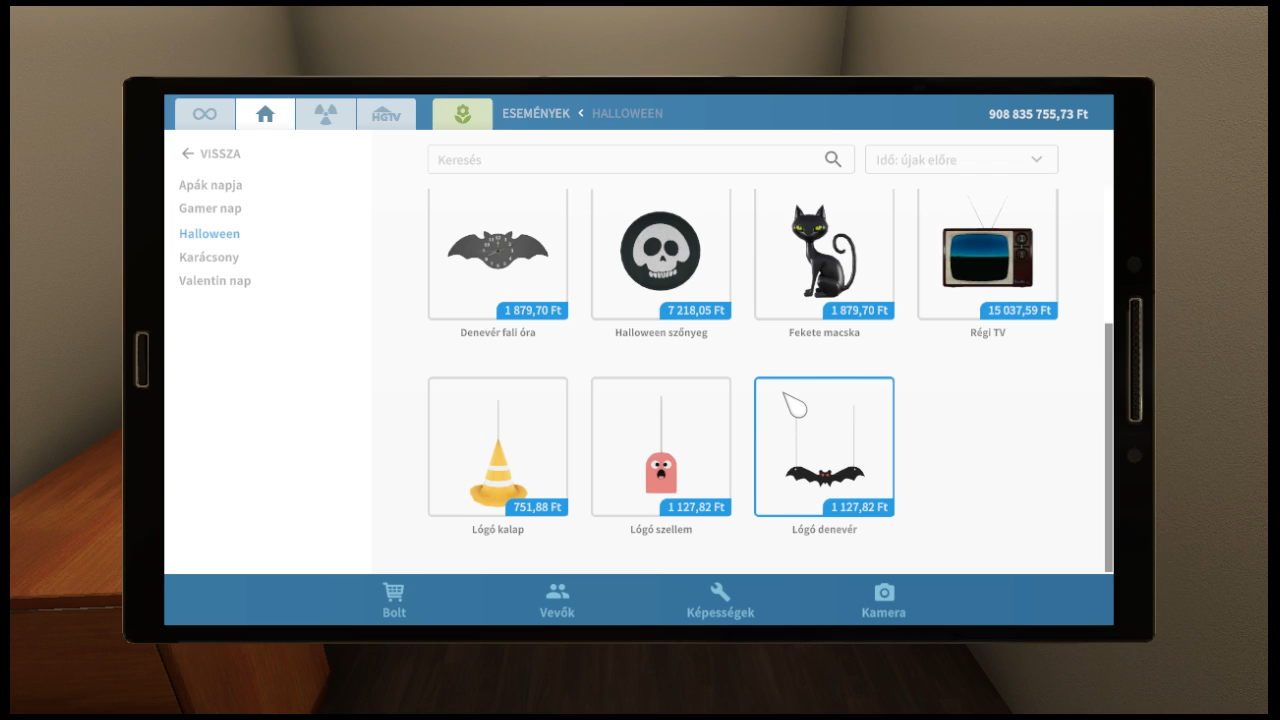 HGTV
ESEMÉNYEK < HALLOWEEN
908 835 755,73 Ft
← VISSZA
Keresés
Idő: újak előre
Apák napja
Gamer nap
Halloween
Karácsony
Valentin nap
1 879,70 Ft
7 218,05 Ft
1 879,70 Ft
15 037,59 Ft
Denevér fali óra
Halloween szőnyeg
Fekete macska
Régi TV
751,88 Ft
1 127,82 Ft
1 127,82 Ft
Lógó kalap
Lógó szellem
Lógó denevér
Bolt
Vevők
Képességek
Kamera